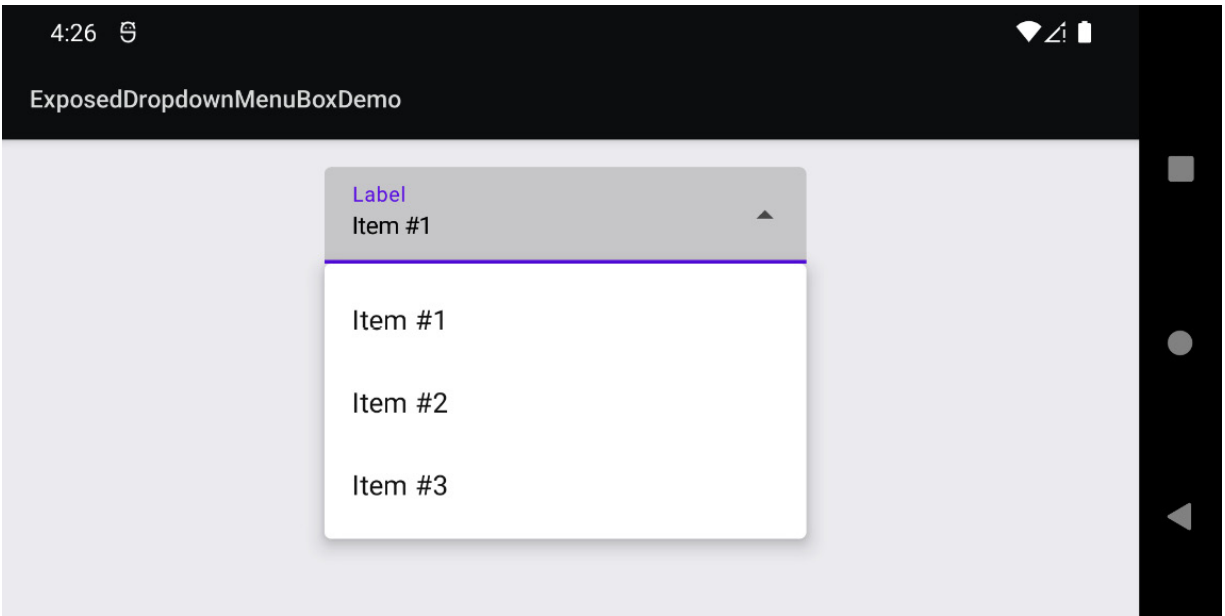 4:26
ExposedDropdownMenuBoxDemo
Label
Item #1
Item #1
Item #2
Item #3